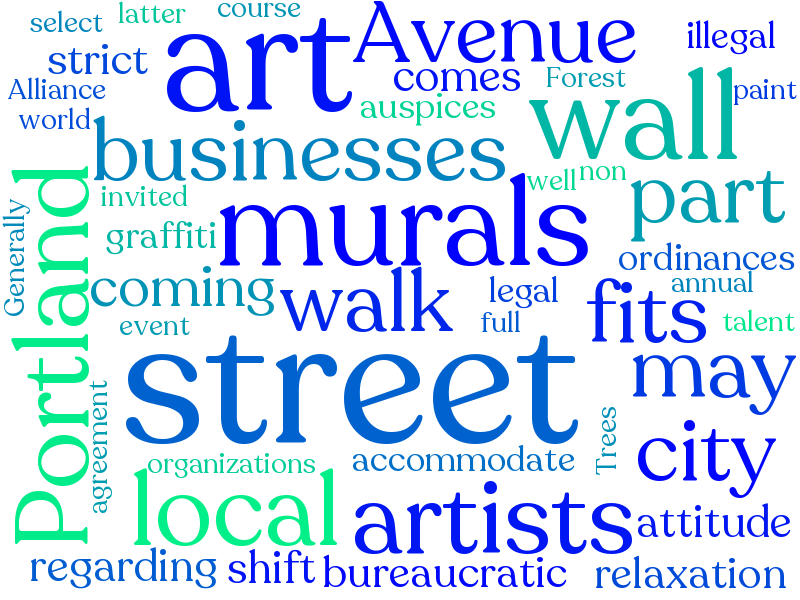 select
latter
course
art
Avenue
illegal
strict
comes
Forest
Alliance
auspices
wall
paint
world
businesses
well
non
part
Portland
invited
murals
Generally
graffiti
ordinances
coming
walk
legal
annual
fits
event
full
talent
street
may
agreement
Trees
organizations
accommodate
city
local
artists
attitude
regarding
shift
bureaucratic
relaxation